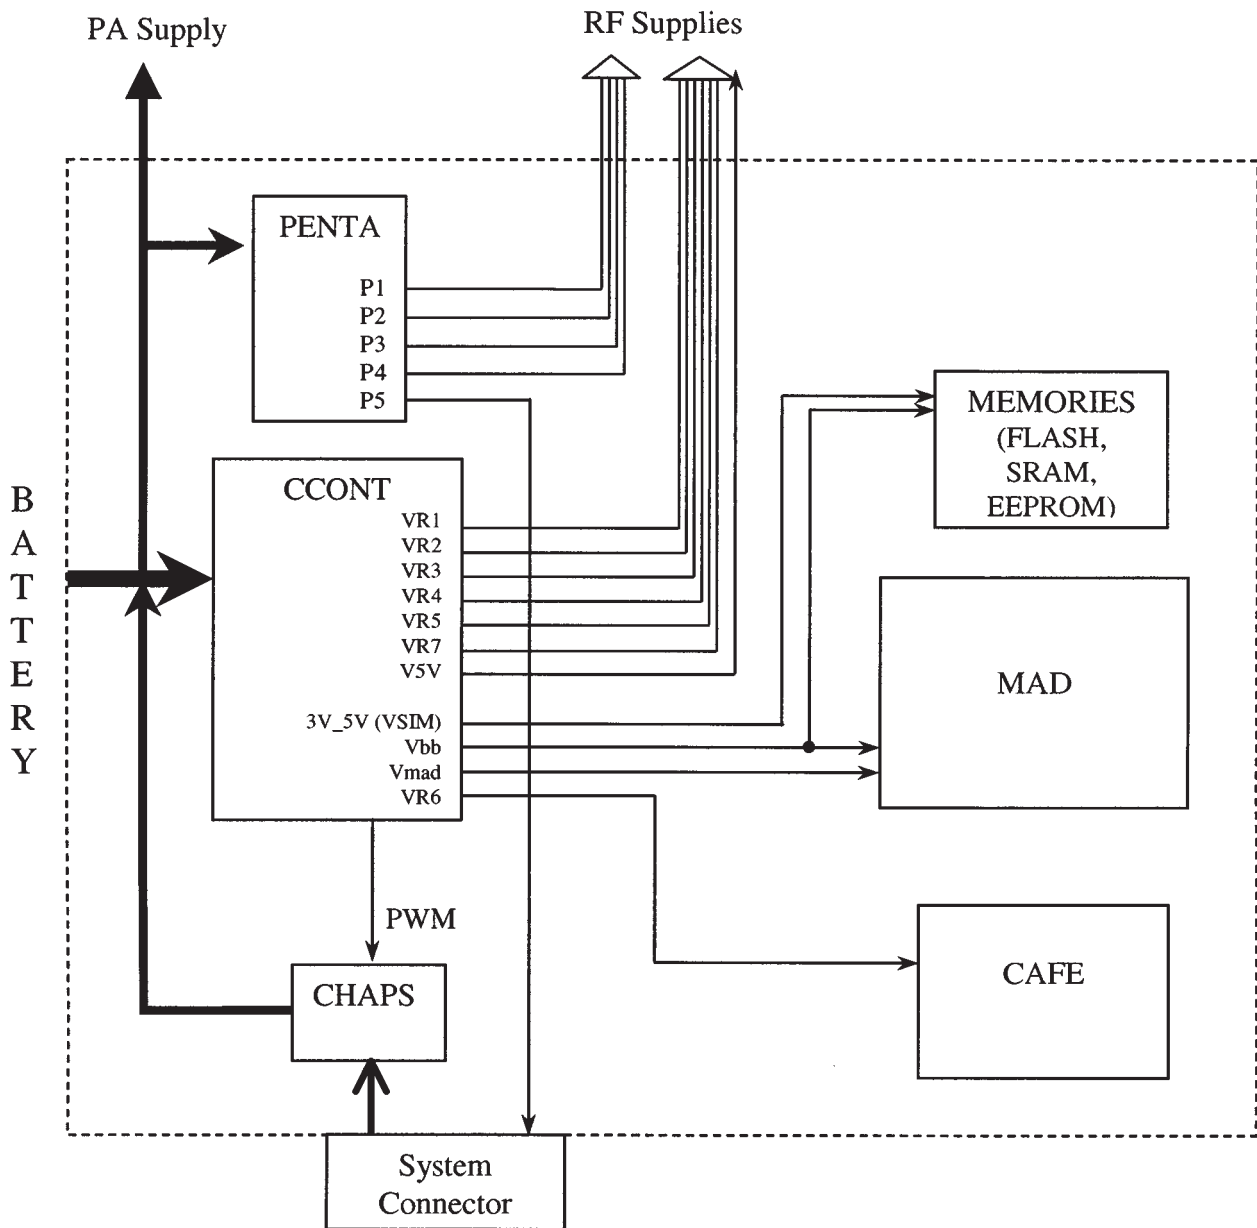 PA Supply
RF Supplies
PENTA
P1
P2
P3
P4
P5
MEMORIES
(FLASH,
SRAM,
EEPROM)
BATTERY
CCONT
VR1
VR2
VR3
VR4
VR5
VR7
V5V
3V_5V (VSIM)
Vbb
Vmad
VR6
MAD
PWM
CHAPS
CAFE
System
Connector